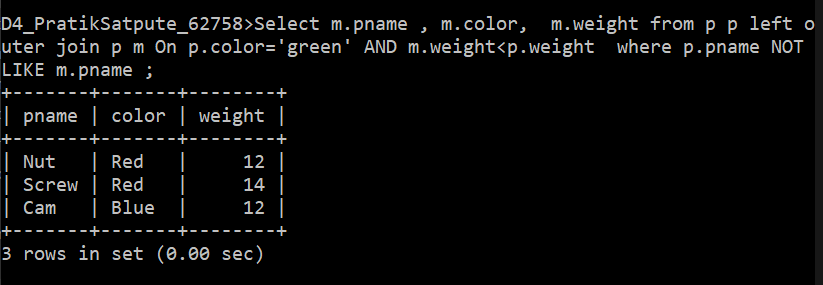 D4_PratikSatpute_62758>Select m.pname , m.color,  m.weight from p p left o
uter join p m On p.color='green' AND m.weight<p.weight  where p.pname NOT
LIKE m.pname ;
+-------+-------+--------+
| pname | color | weight |
+-------+-------+--------+
| Nut   | Red   |     12 |
| Screw | Red   |     14 |
| Cam   | Blue  |     12 |
+-------+-------+--------+
3 rows in set (0.00 sec)